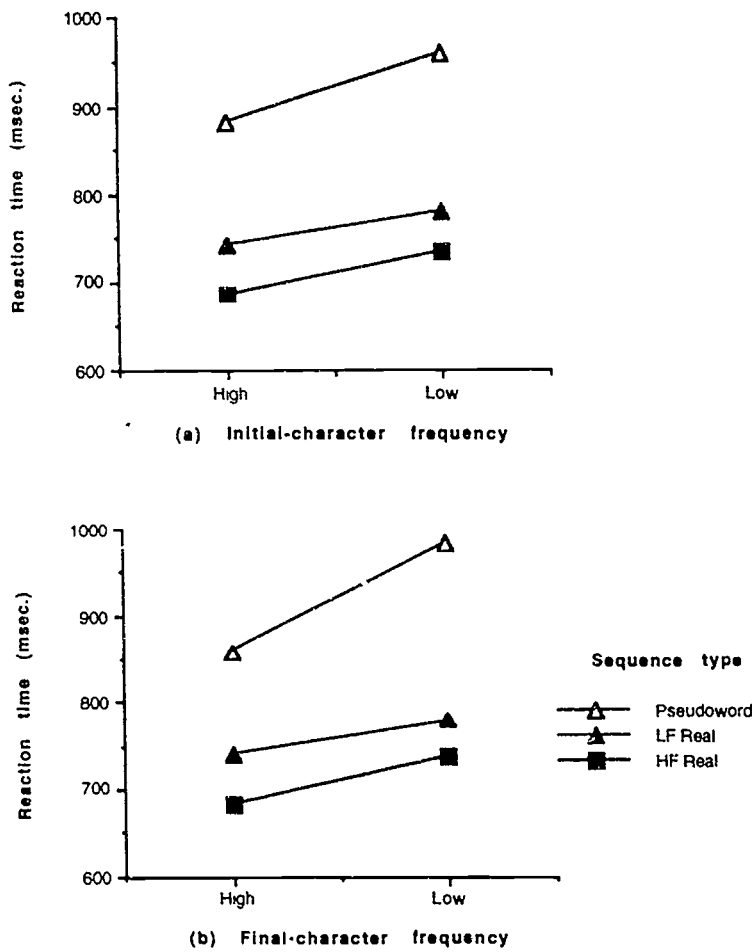 1000
900
800
700
600
Reaction time (msec.)
High Low
(a) Initial-character frequency
1000
900
800
700
600
Reaction time (msec.)
High Low
(b) Final-character frequency
Sequence type
Pseudoword
LF Real
HF Real